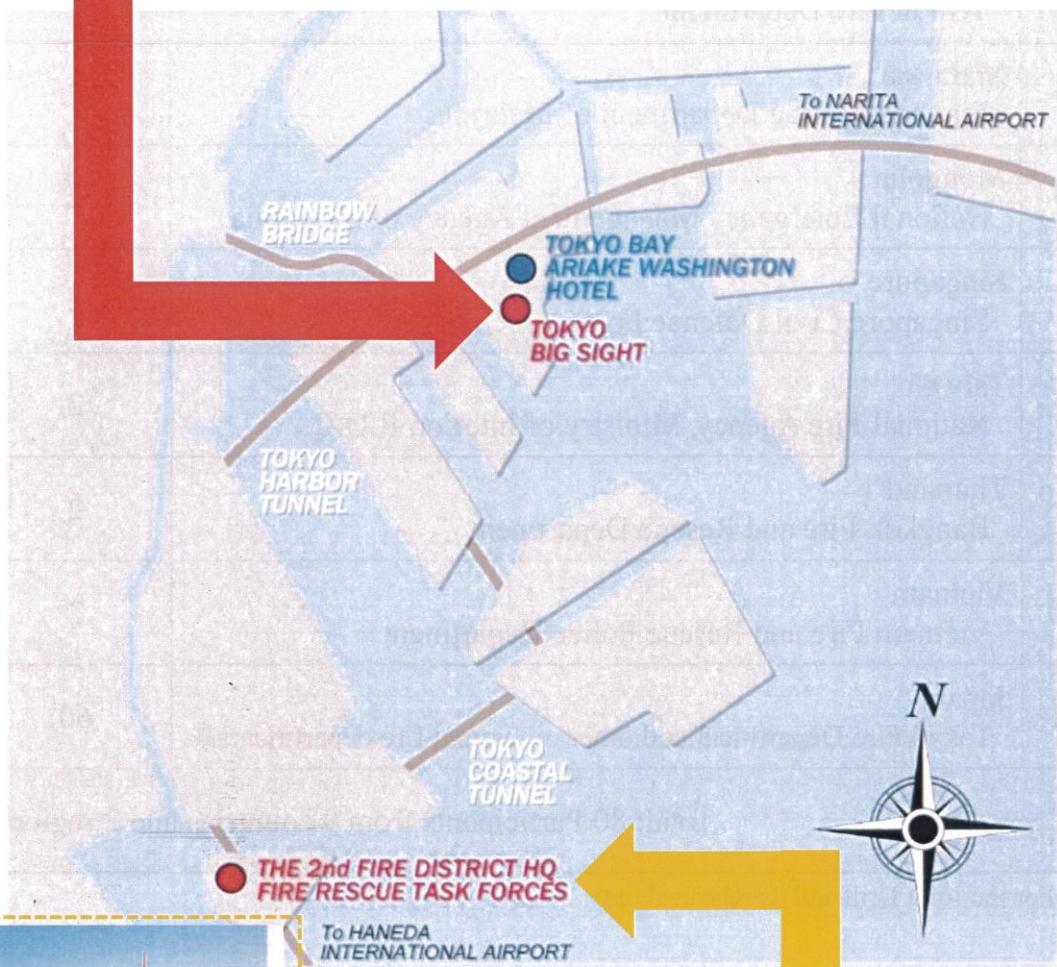 To NARITA
INTERNATIONAL AIRPORT
RAINBOW
BRIDGE
TOKYO BAY
ARIAKE WASHINGTON
HOTEL
TOKYO
BIG SIGHT
TOKYO
HARBOR
TUNNEL
N
TOKYO
COASTAL
TUNNEL
THE 2nd FIRE DISTRICT HQ
FIRE RESCUE TASK FORCES
To HANEDA
INTERNATIONAL AIRPORT